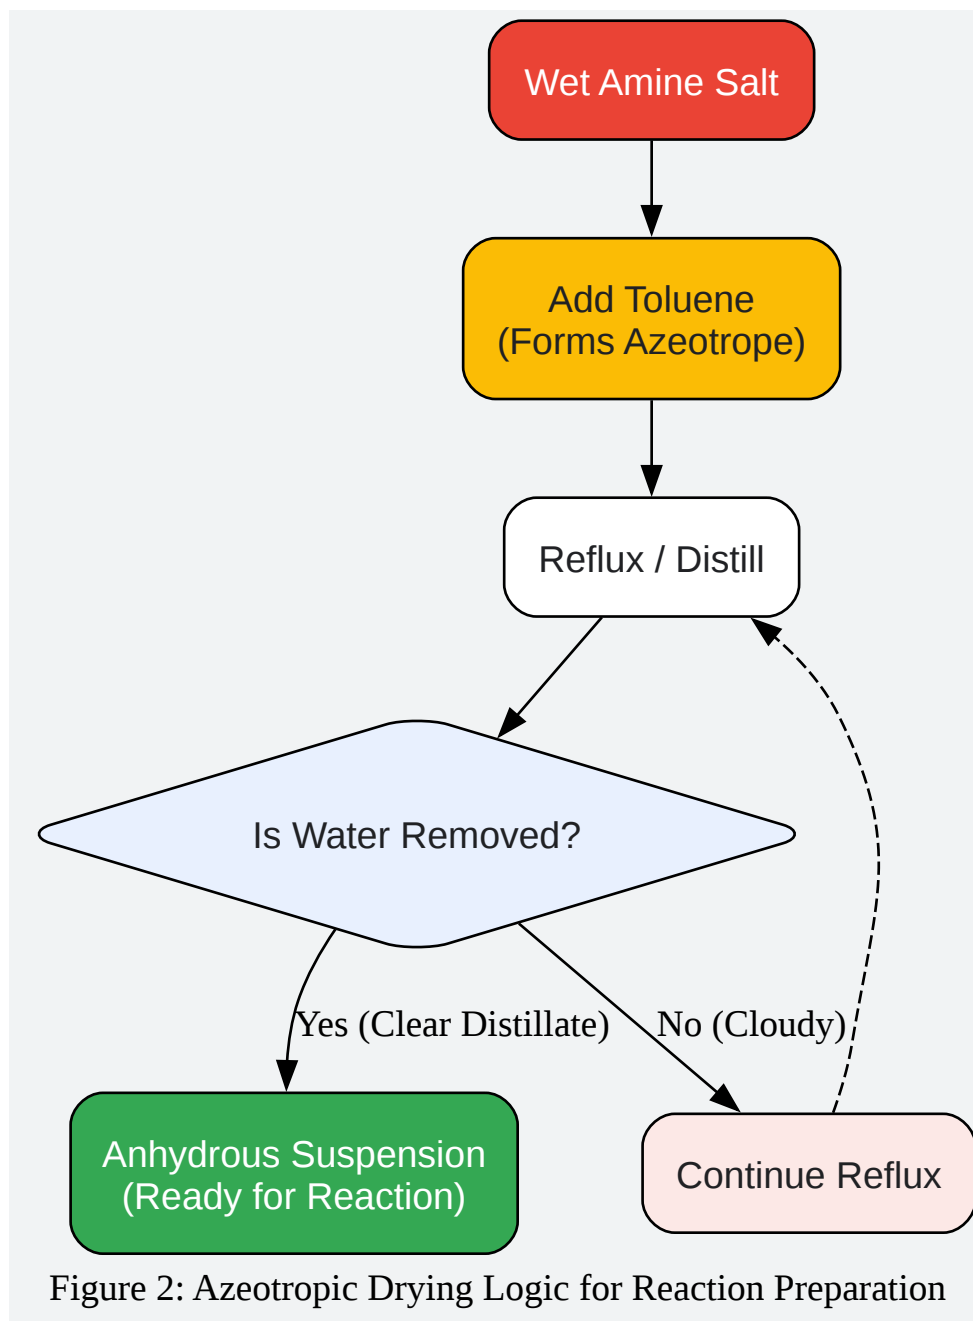 Wet Amine Salt
Add Toluene
(Forms Azeotrope)
Reflux / Distill
Is Water Removed?
Yes (Clear Distillate)
No (Cloudy)
Anhydrous Suspension
(Ready for Reaction)
Continue Reflux
Figure 2: Azeotropic Drying Logic for Reaction Preparation